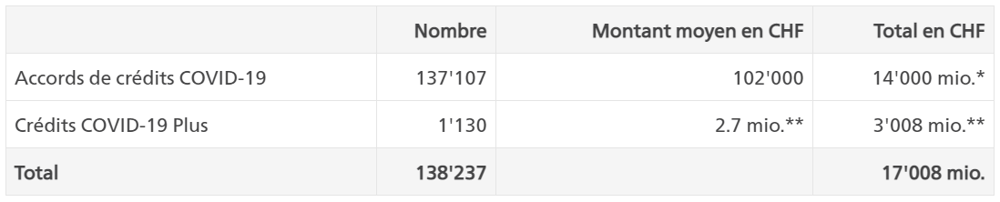 Nombre Montant moyen en CHF Total en CHF
Accords de crédits COVID-19 137'107 102'000 14'000 mio.*
Crédits COVID-19 Plus 1'130 2.7 mio.** 3'008 mio.**
Total 138'237 17'008 mio.